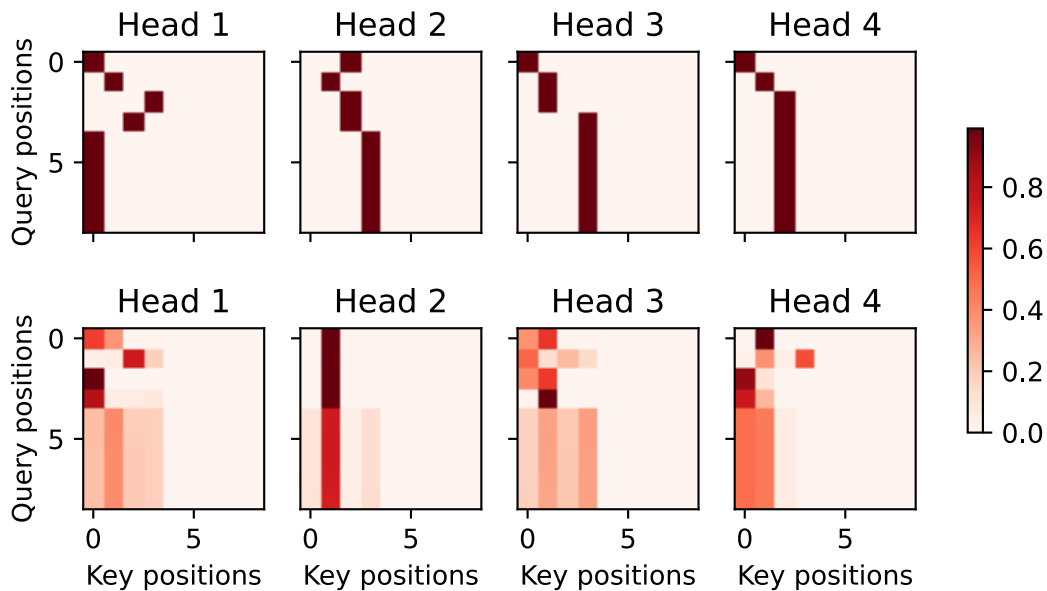 Head 1 Head 2 Head 3 Head 4
Query positions
0
5
0.8
0.6
0.4
0.2
0.0
Head 1 Head 2 Head 3 Head 4
Query positions
0
5
0 5 0 5 0 5 0 5
Key positions Key positions Key positions Key positions